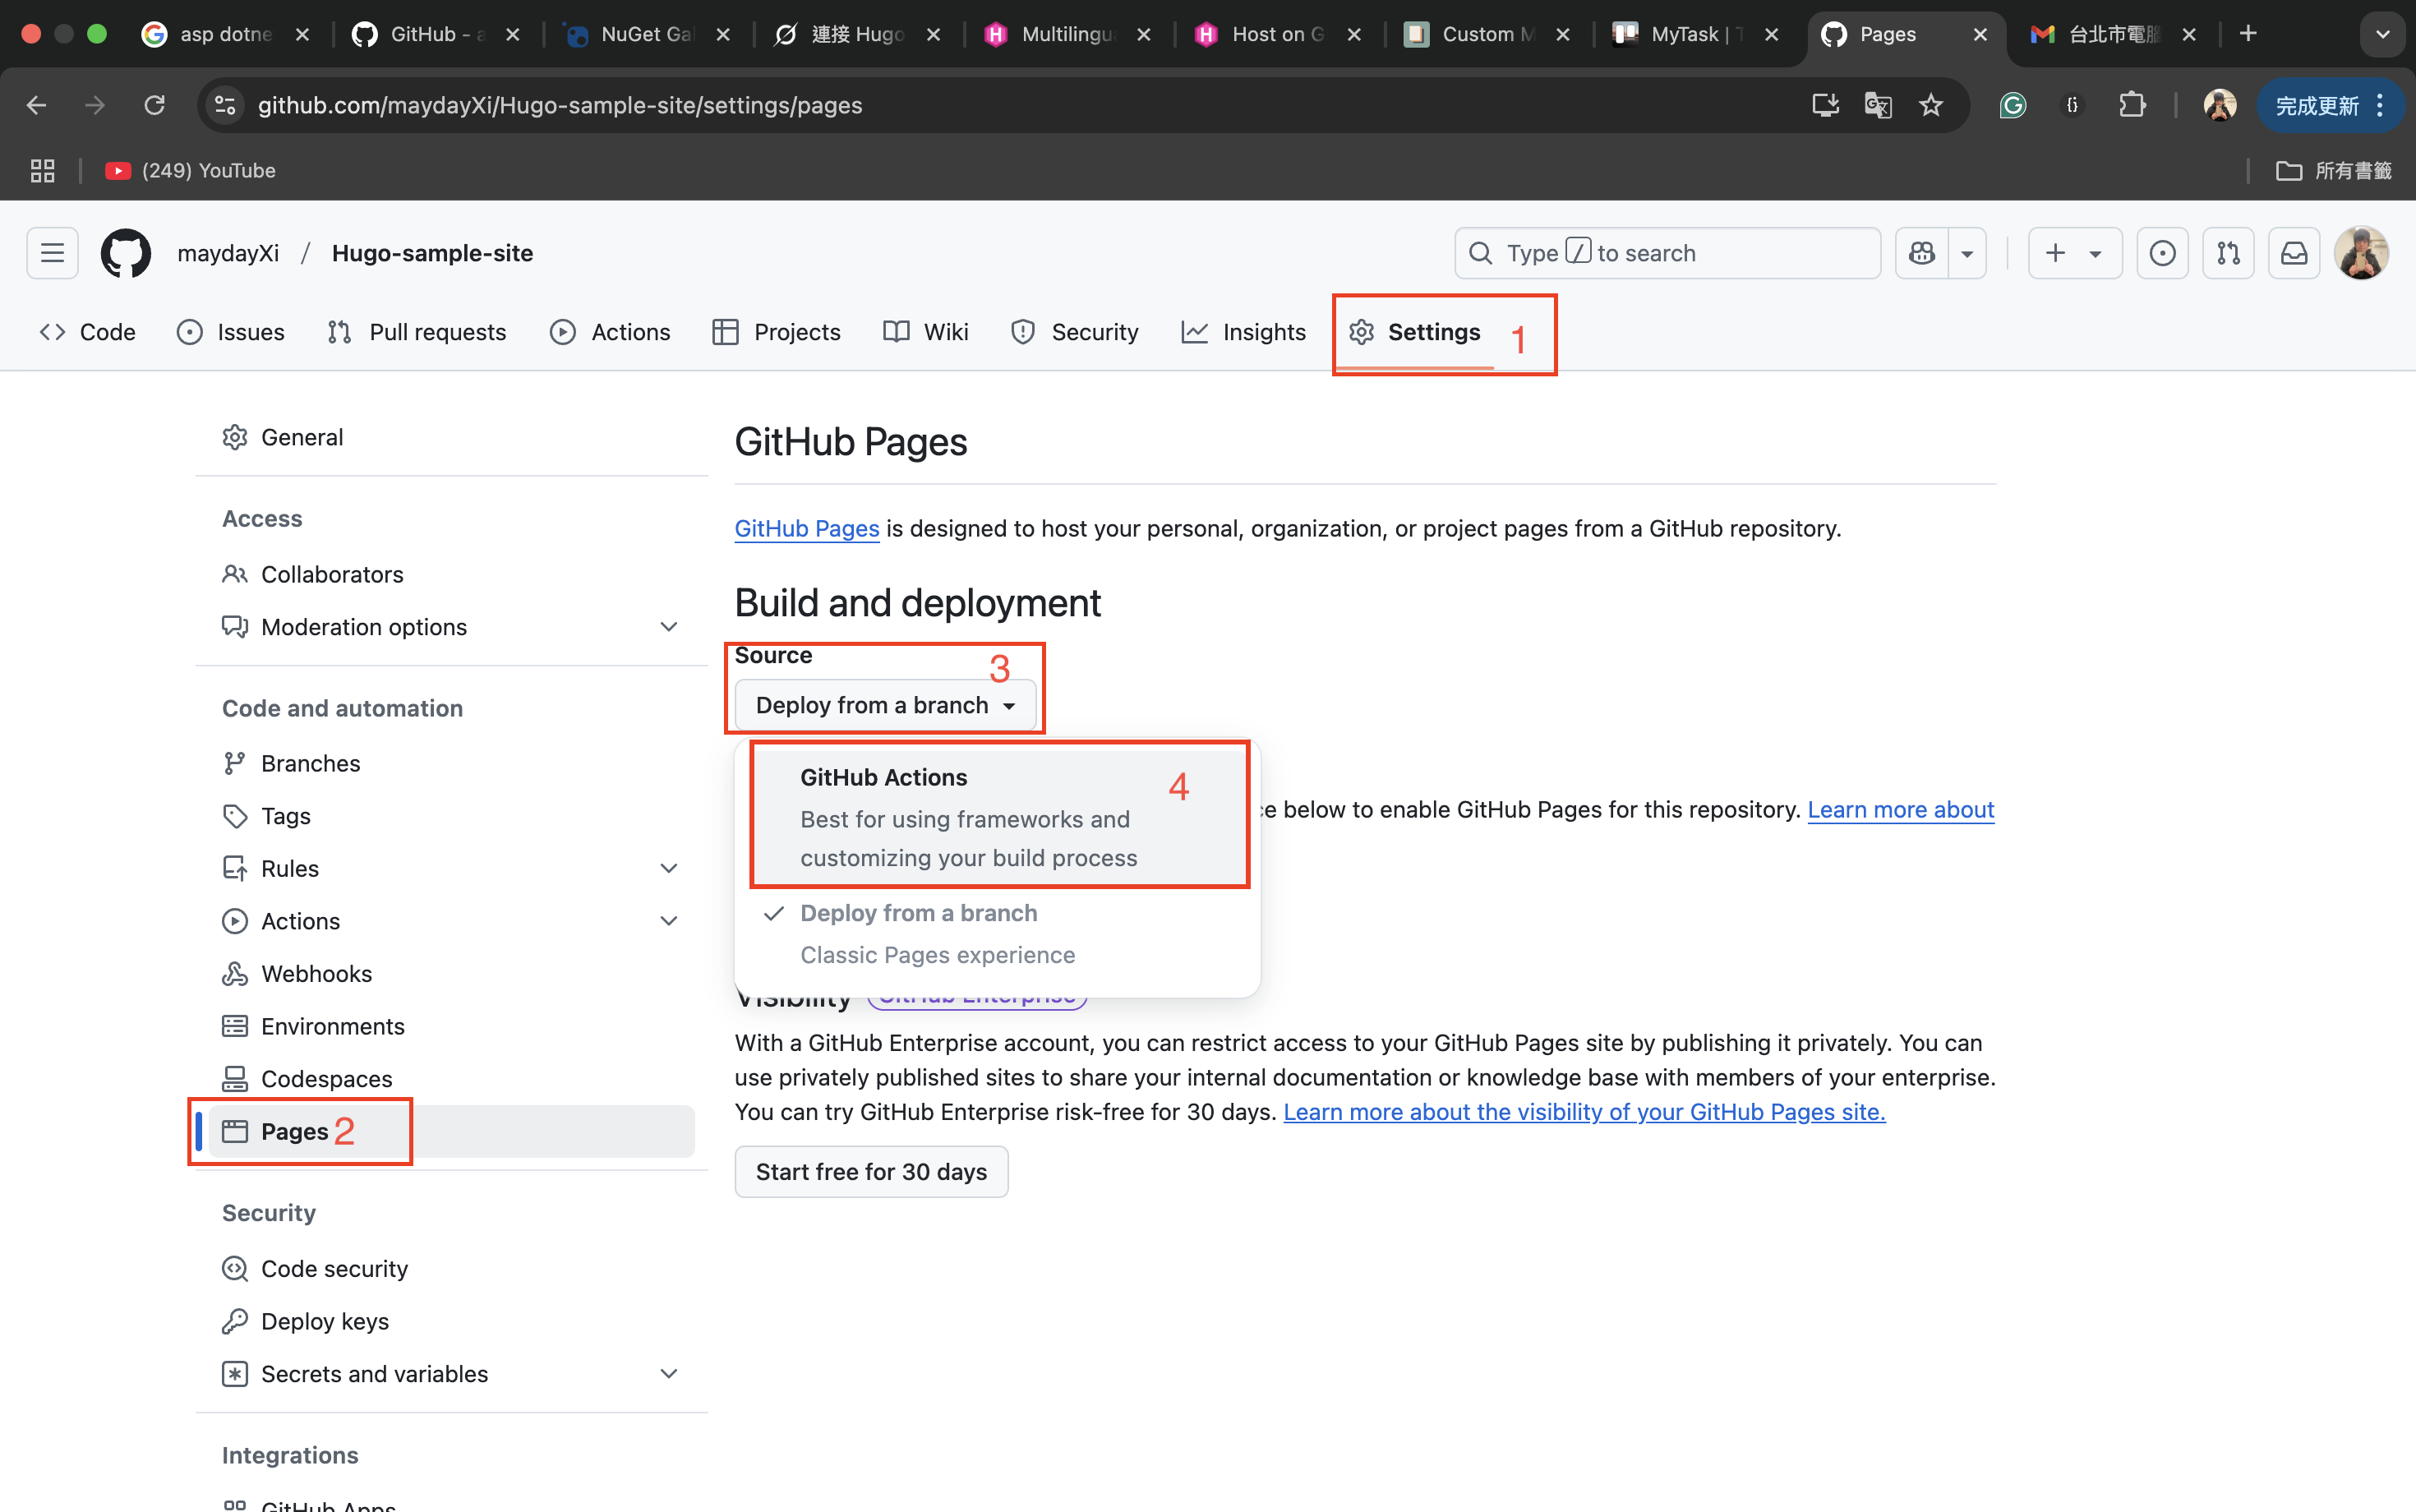 asp dotne
GitHub - a
NuGet Gal
連接 Hugo
Multilingu
Host on G
Custom M
MyTask | T
Pages
台北市電腦
github.com/maydayXi/Hugo-sample-site/settings/pages
完成更新
(249) YouTube
所有書籤
maydayXi / Hugo-sample-site
Type / to search
Code
Issues
Pull requests
Actions
Projects
Wiki
Security
Insights
Settings
1
General
Access
Collaborators
Moderation options
Code and automation
Branches
Tags
Rules
Actions
Webhooks
Environments
Codespaces
Pages
2
Security
Code security
Deploy keys
Secrets and variables
Integrations
GitHub Apps
GitHub Pages
GitHub Pages is designed to host your personal, organization, or project pages from a GitHub repository.
Build and deployment
Source
3
Deploy from a branch
GitHub Actions
4
Best for using frameworks and
customizing your build process
Deploy from a branch
Classic Pages experience
below to enable GitHub Pages for this repository. Learn more about
Visibility
GitHub Enterprise
With a GitHub Enterprise account, you can restrict access to your GitHub Pages site by publishing it privately. You can
use privately published sites to share your internal documentation or knowledge base with members of your enterprise.
You can try GitHub Enterprise risk-free for 30 days. Learn more about the visibility of your GitHub Pages site.
Start free for 30 days